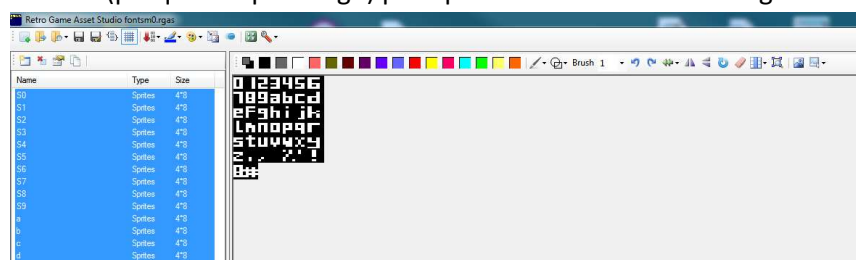 Retro Game Asset Studio fontsm0.rgas
Brush 1
Name Type Size
S0 Sprites 4*8
S1 Sprites 4*8
S2 Sprites 4*8
S3 Sprites 4*8
S4 Sprites 4*8
S5 Sprites 4*8
S6 Sprites 4*8
S7 Sprites 4*8
S8 Sprites 4*8
S9 Sprites 4*8
a Sprites 4*8
b Sprites 4*8
c Sprites 4*8
d Sprites 4*8
0123456
789abcd
eFghijk
lmnopqr
stuvwxy
z., %'!